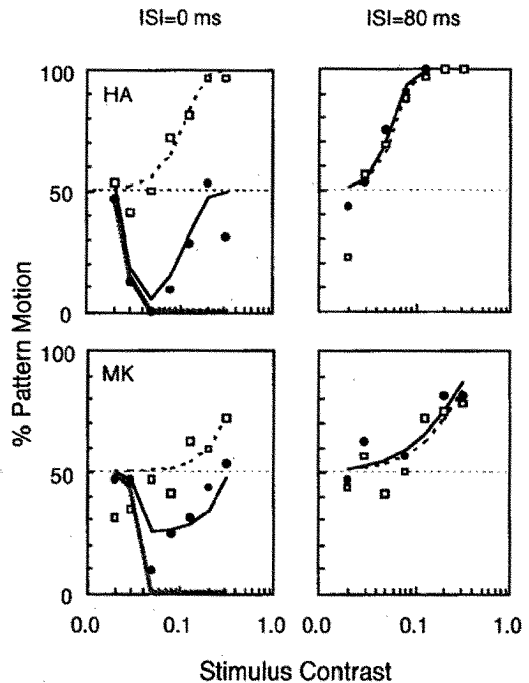 ISI=0 ms ISI=80 ms
100
HA
50
0
100
MK
50
0
% Pattern Motion
0.0 0.1 1.0 0.0 0.1 1.0
Stimulus Contrast